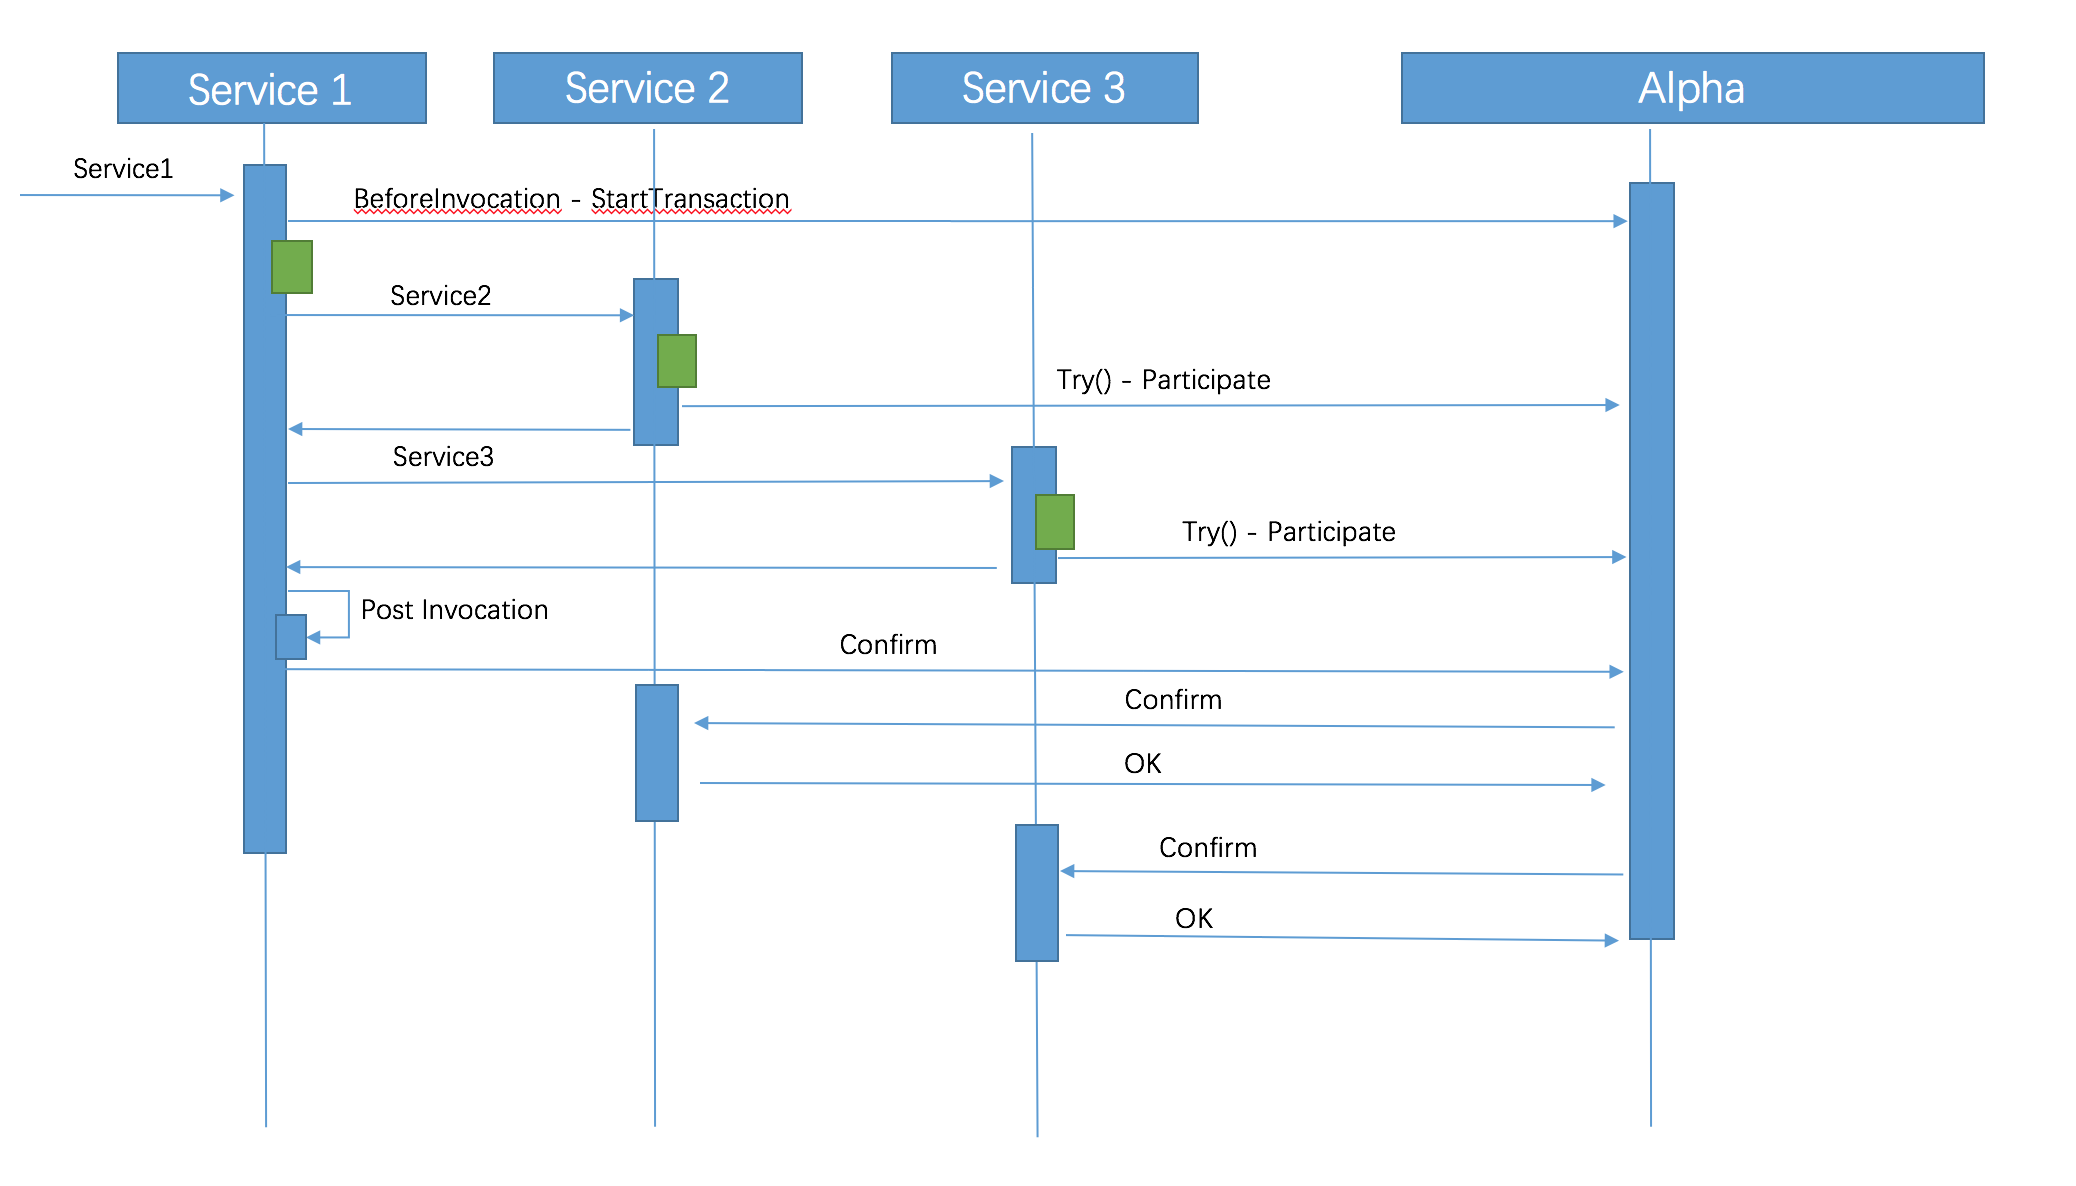 Service 1
Service 2
Service 3
Alpha
Service1
BeforeInvocation - StartTransaction
Service2
Try() - Participate
Service3
Try() - Participate
Post Invocation
Confirm
Confirm
OK
Confirm
OK